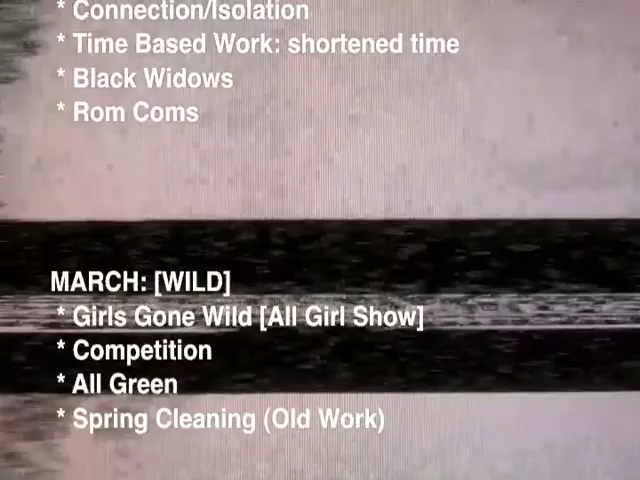 * Connection/Isolation
* Time Based Work: shortened time
* Black Widows
* Rom Coms
MARCH: [WILD]
* Girls Gone Wild [All Girl Show]
* Competition
* All Green
* Spring Cleaning (Old Work)